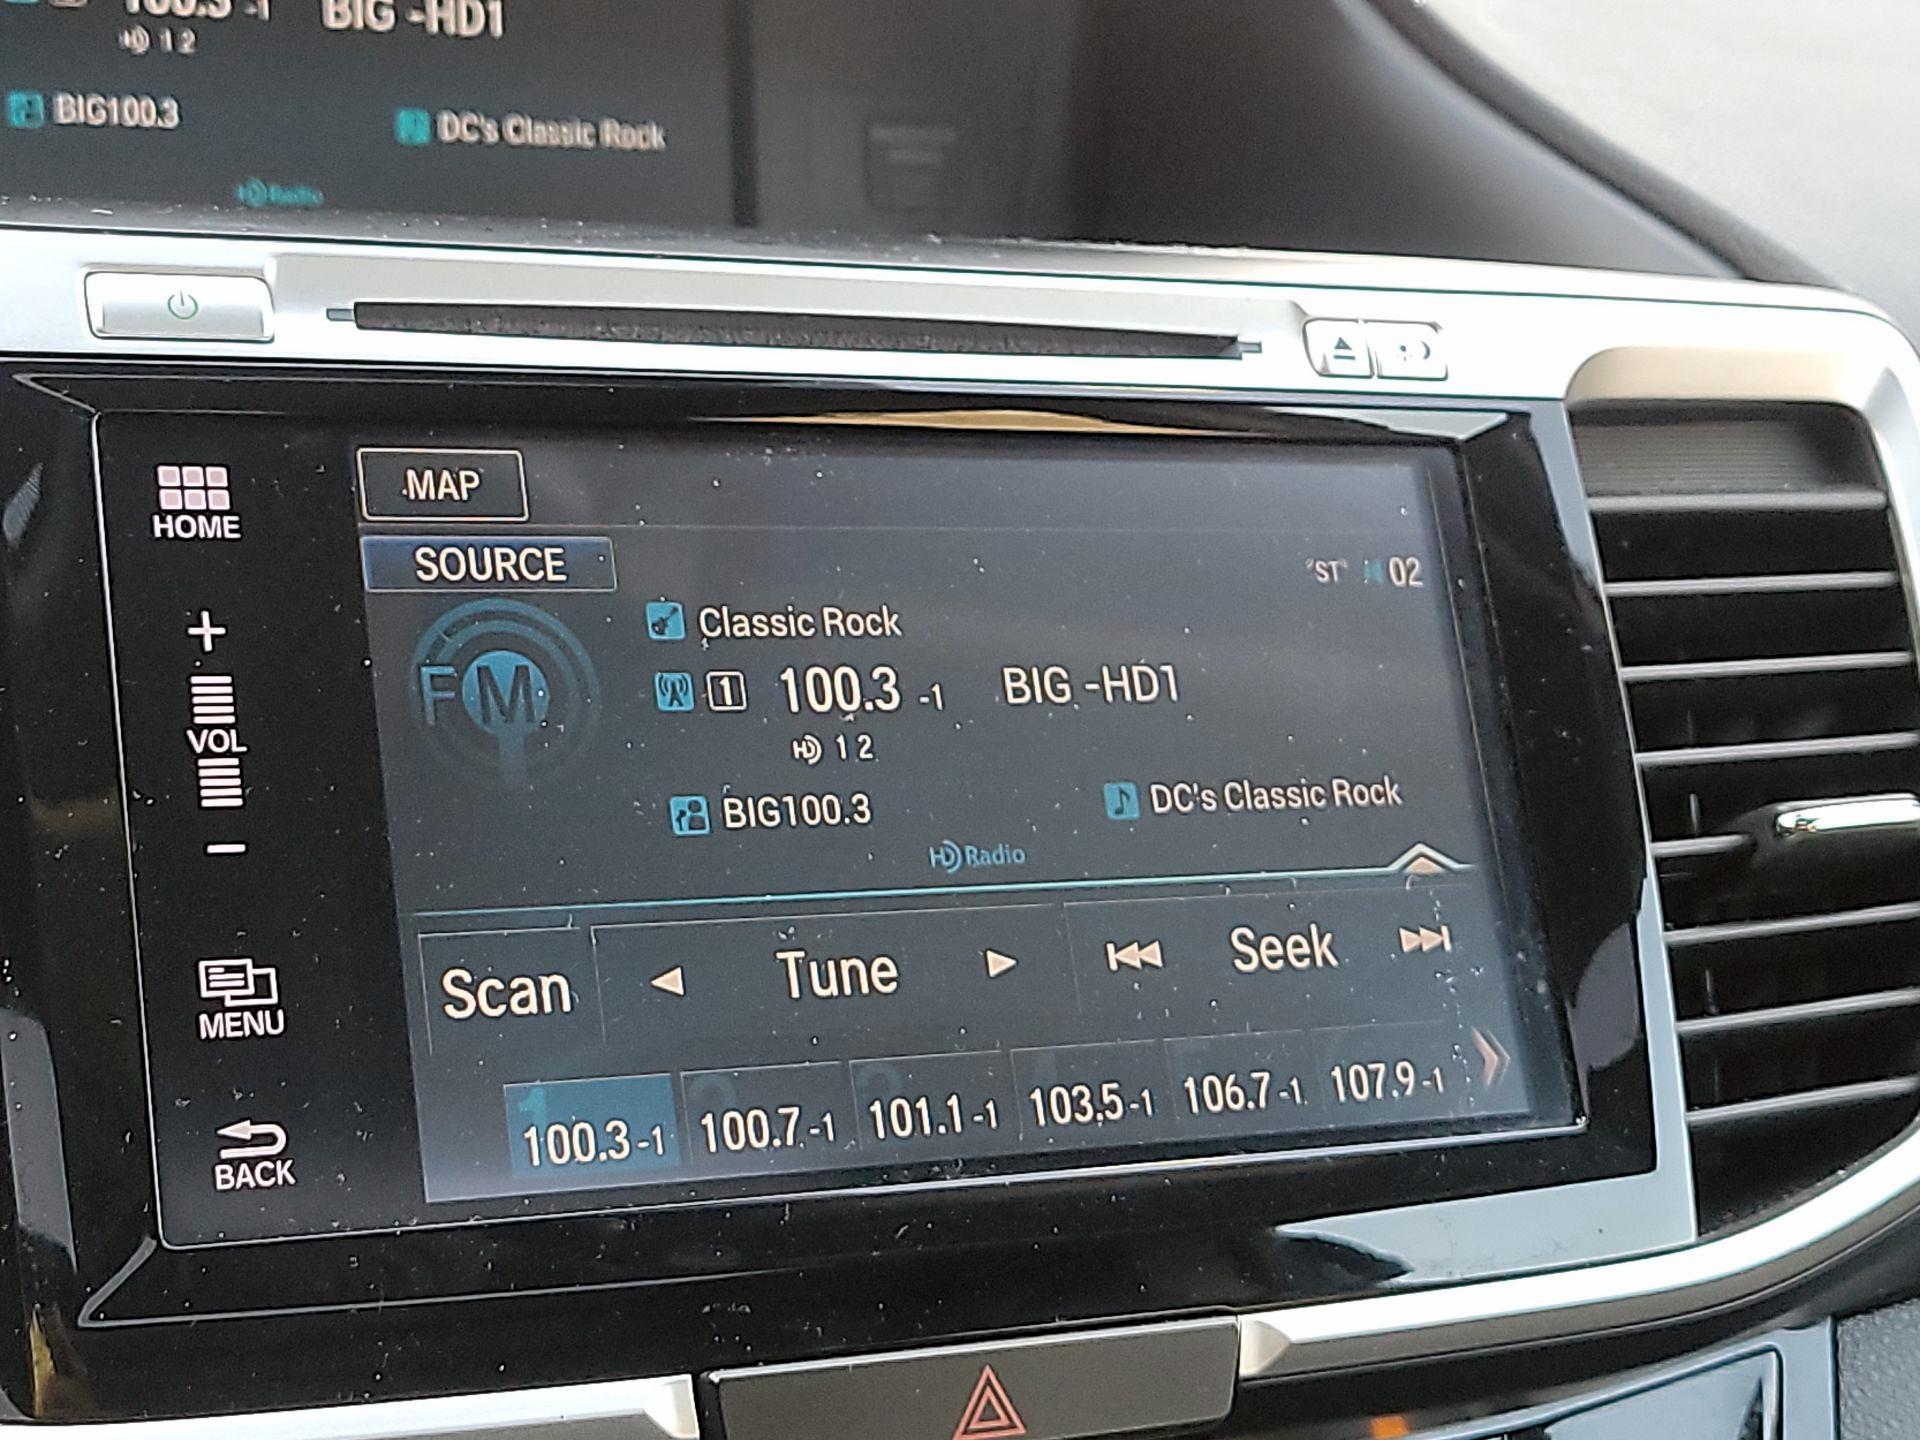 100.3 -1 BIG -HD1
HD 1 2
BIG100.3 DC's Classic Rock
HD Radio
MAP
HOME
SOURCE
"ST" 02
Classic Rock
FM 1 100.3 -1 BIG -HD1
HD 1 2
+
VOL
-
BIG100.3 DC's Classic Rock
HD Radio
Scan Tune Seek
MENU
1 100.3-1 100.7-1 101.1-1 103.5-1 106.7-1 107.9-1
BACK